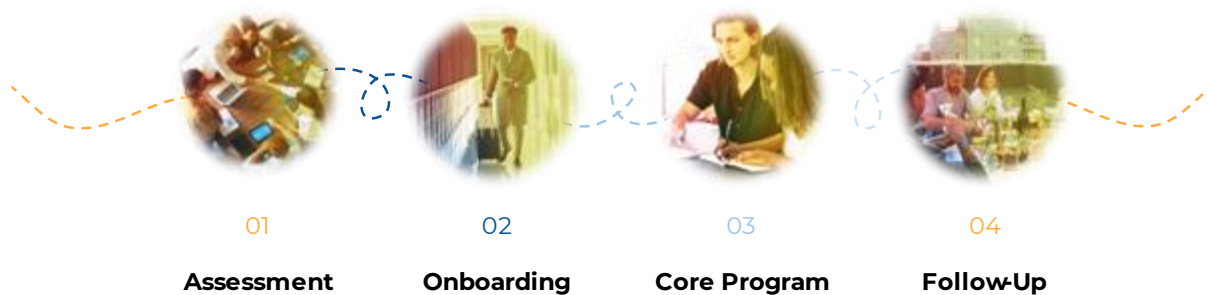 01
02
03
04
Assessment
Onboarding
Core Program
Follow-Up